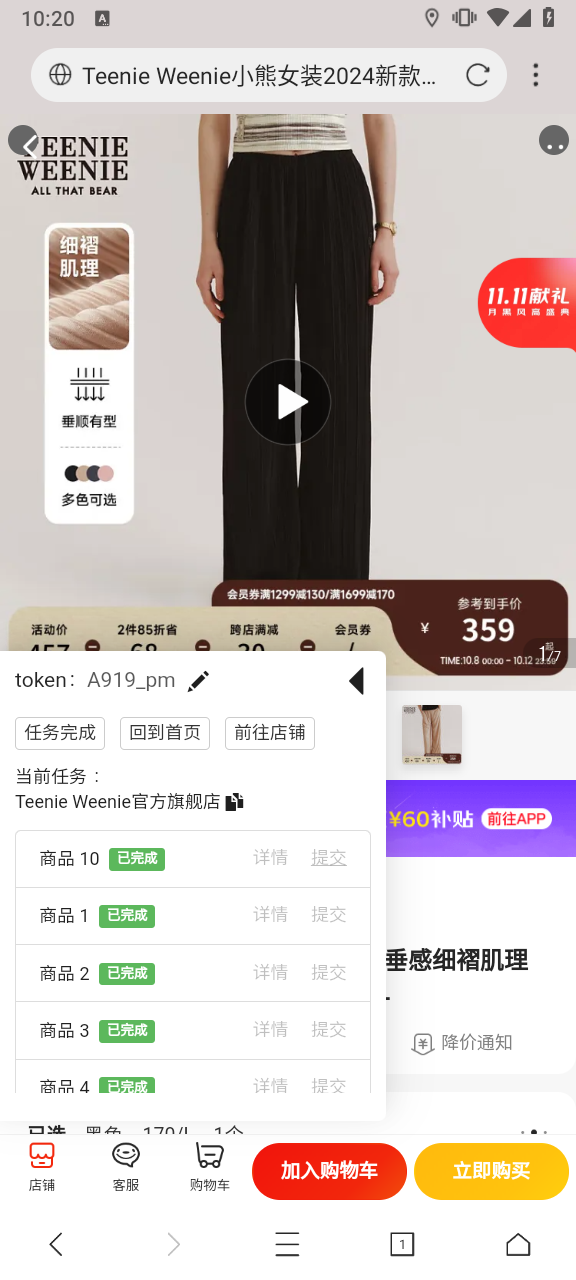 10:20
A
Teenie Weenie小熊女装2024新款...
TEENIE
WEENIE
ALL THAT BEAR
细褶
肌理
垂顺有型
多色可选
11.11献礼
月黑风高盛典
会员券满1299减130/满1699减170
参考到手价
活动价
2件85折省
跨店满减
会员券
¥ 359
起
TIME:10.8 00:00 - 10.12 23:59
1/7
token: A919_pm
任务完成
回到首页
前往店铺
当前任务：
Teenie Weenie官方旗舰店
¥60补贴
前往APP
商品 10 已完成 详情 提交
商品 1 已完成 详情 提交
商品 2 已完成 详情 提交
商品 3 已完成 详情 提交
商品 4 已完成 详情 提交
垂感细褶肌理
降价通知
已选 黑色 170/L 1个
店铺
客服
购物车
加入购物车
立即购买
1